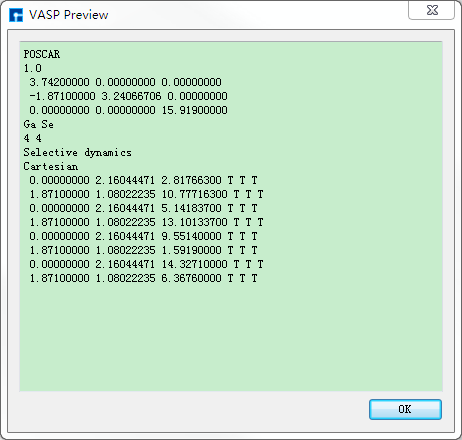 VASP Preview
POSCAR
1.0
3.74200000 0.00000000 0.00000000
-1.87100000 3.24066706 0.00000000
0.00000000 0.00000000 15.91900000
Ga Se
4 4
Selective dynamics
Cartesian
0.00000000 2.16044471 2.81766300 T T T
1.87100000 1.08022235 10.77716300 T T T
0.00000000 2.16044471 5.14183700 T T T
1.87100000 1.08022235 13.10133700 T T T
0.00000000 2.16044471 9.55140000 T T T
1.87100000 1.08022235 1.59190000 T T T
0.00000000 2.16044471 14.32710000 T T T
1.87100000 1.08022235 6.36760000 T T T
OK